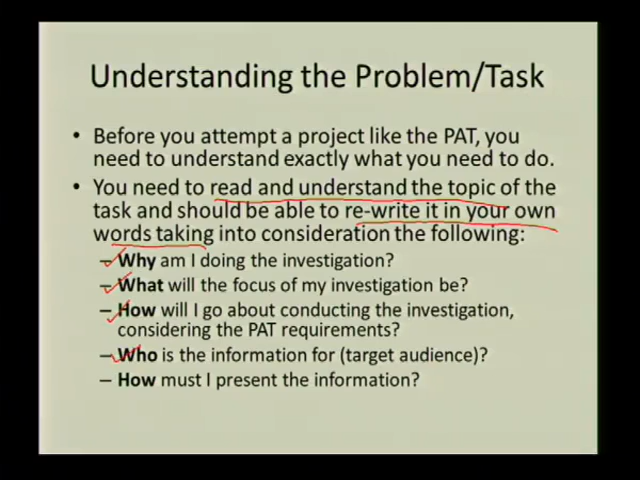 Understanding the Problem/Task
• Before you attempt a project like the PAT, you
need to understand exactly what you need to do.
• You need to read and understand the topic of the
task and should be able to re-write it in your own
words taking into consideration the following:
– Why am I doing the investigation?
– What will the focus of my investigation be?
– How will I go about conducting the investigation,
considering the PAT requirements?
– Who is the information for (target audience)?
– How must I present the information?